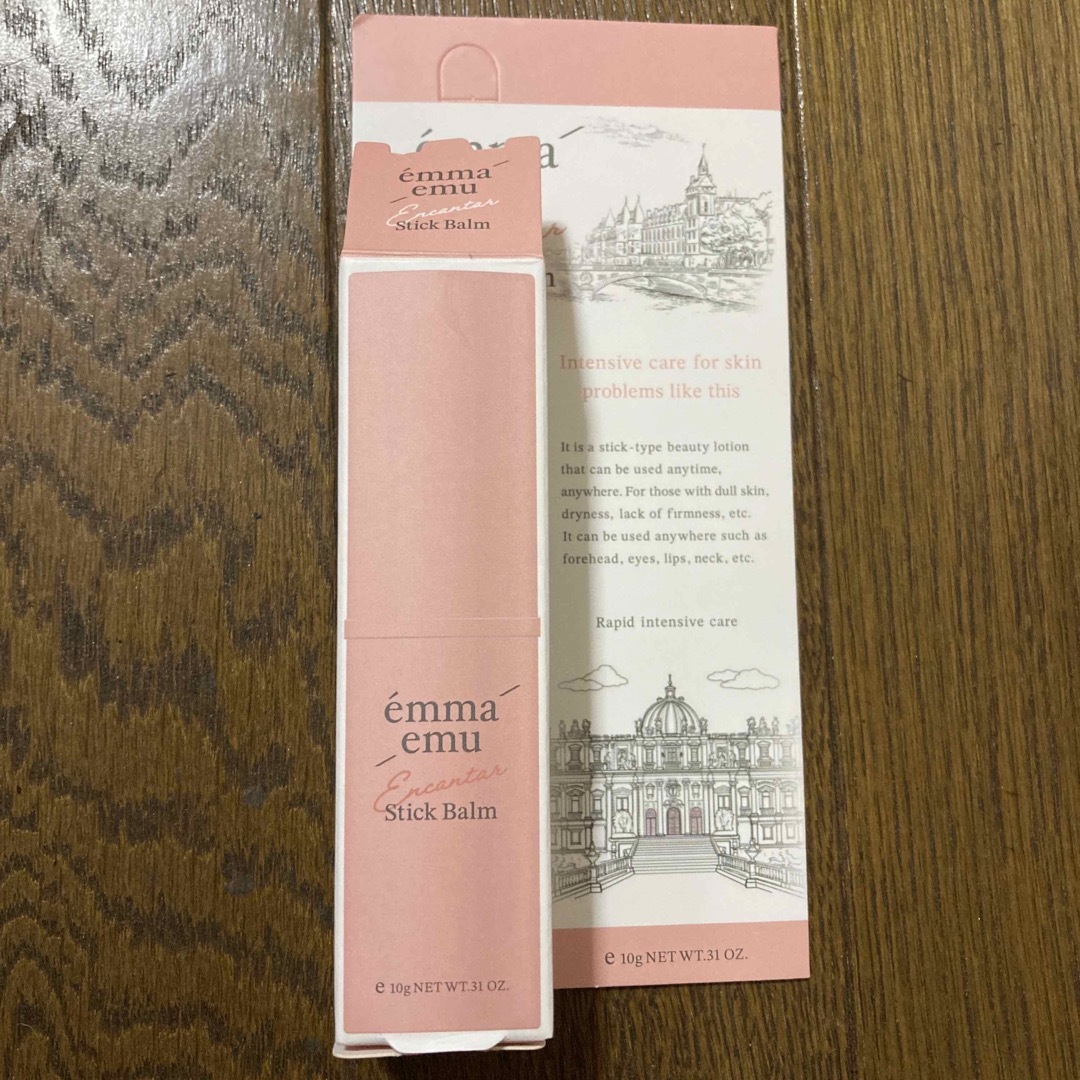 émma
emu
Encantar
Stick Balm
émma
emu
Encantar
Stick Balm
e 10g NET WT.31 OZ.
Intensive care for skin
problems like this
It is a stick-type beauty lotion
that can be used anytime,
anywhere. For those with dull skin,
dryness, lack of firmness, etc.
It can be used anywhere such as
forehead, eyes, lips, neck, etc.
Rapid intensive care
e 10g NET WT.31 OZ.